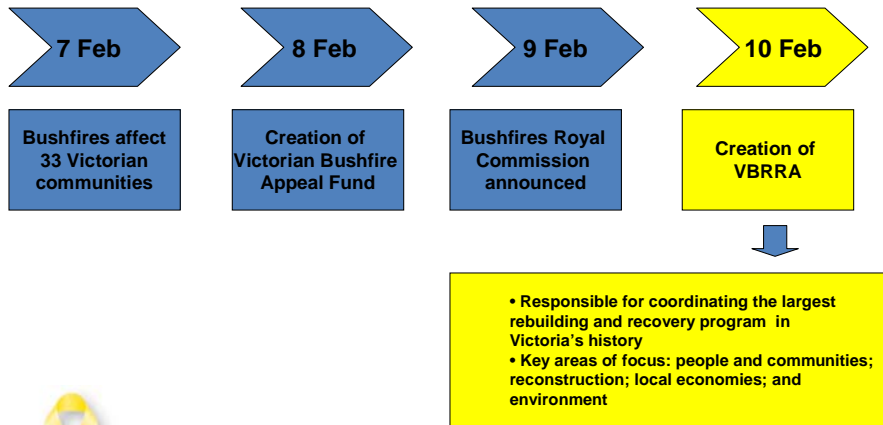 7 Feb
8 Feb
9 Feb
10 Feb
Bushfires affect
33 Victorian
communities
Creation of
Victorian Bushfire
Appeal Fund
Bushfires Royal
Commission
announced
Creation of
VBRRA
• Responsible for coordinating the largest
rebuilding and recovery program in
Victoria's history
• Key areas of focus: people and communities;
reconstruction; local economies; and
environment